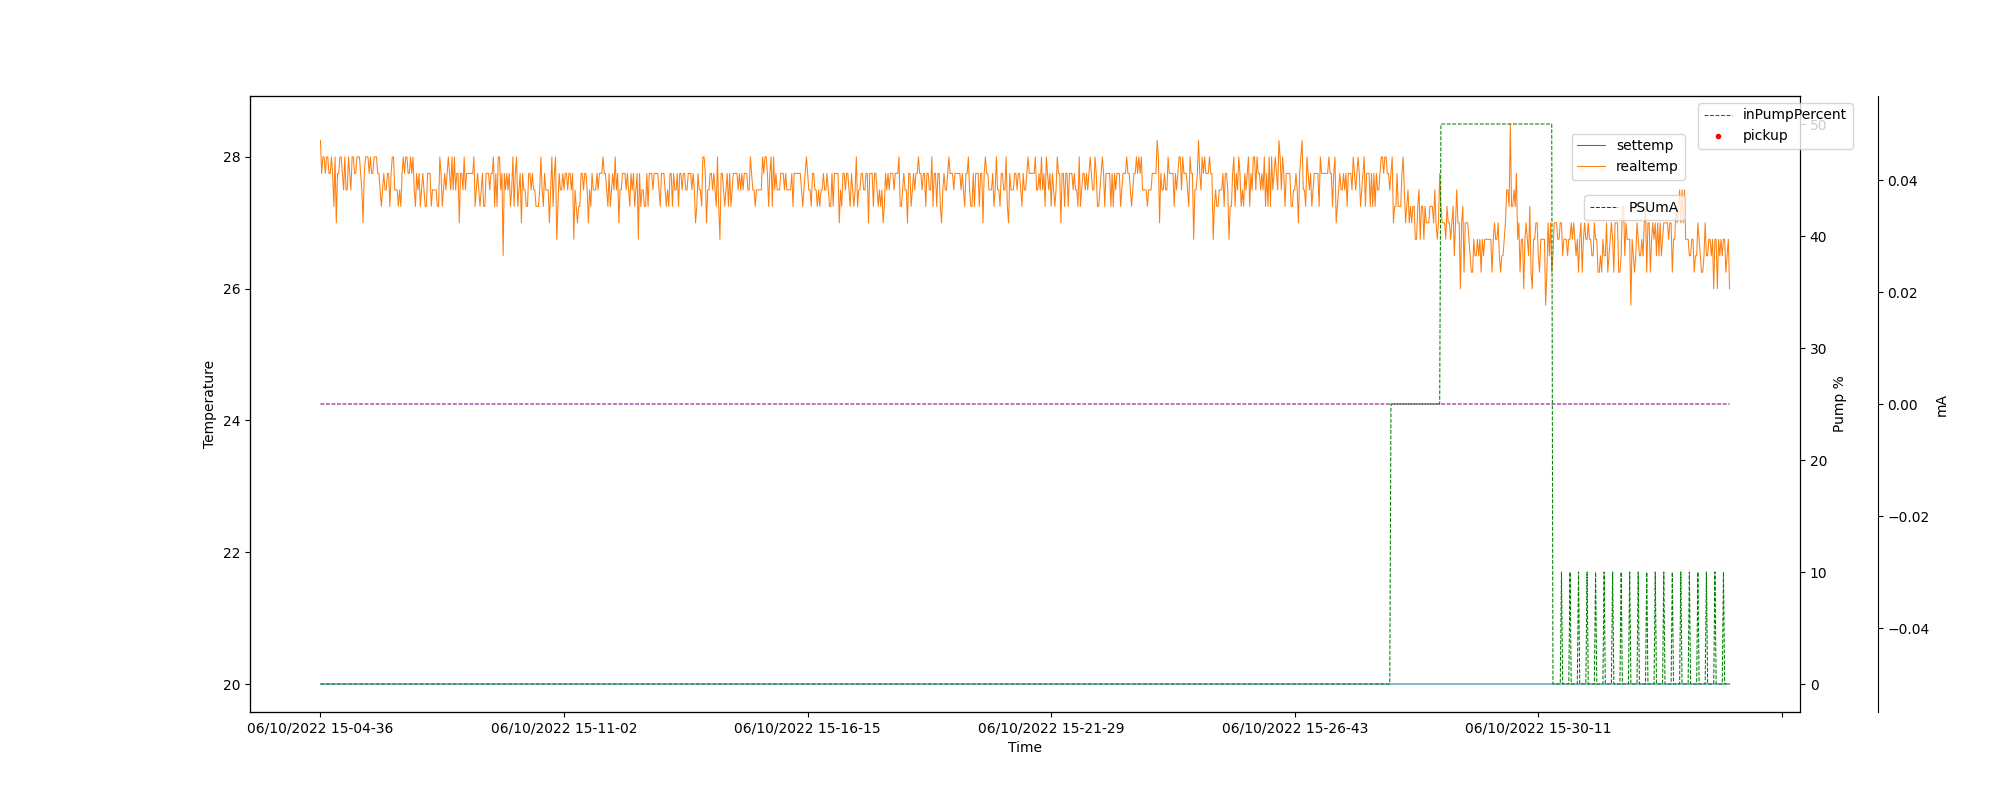 inPumpPercent
pickup
settemp
realtemp
PSUmA
28
26
24
22
20
Temperature
50
40
30
20
10
0
Pump %
0.04
0.02
0.00
−0.02
−0.04
mA
06/10/2022 15-04-36
06/10/2022 15-11-02
06/10/2022 15-16-15
06/10/2022 15-21-29
06/10/2022 15-26-43
06/10/2022 15-30-11
Time